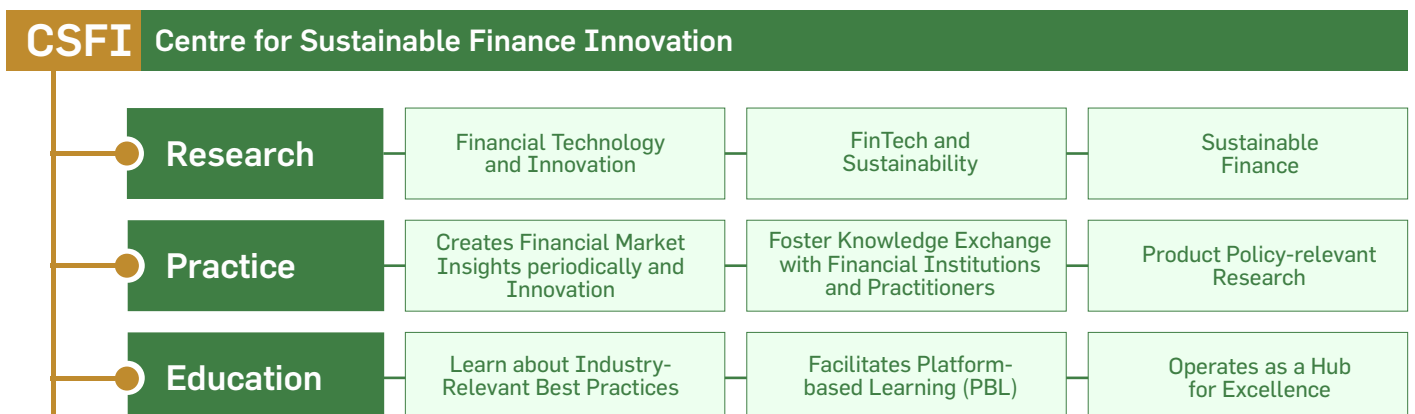 CSFI Centre for Sustainable Finance Innovation
Research
Financial Technology
and Innovation
FinTech and
Sustainability
Sustainable
Finance
Practice
Creates Financial Market
Insights periodically and
Innovation
Foster Knowledge Exchange
with Financial Institutions
and Practitioners
Product Policy-relevant
Research
Education
Learn about Industry-
Relevant Best Practices
Facilitates Platform-
based Learning (PBL)
Operates as a Hub
for Excellence